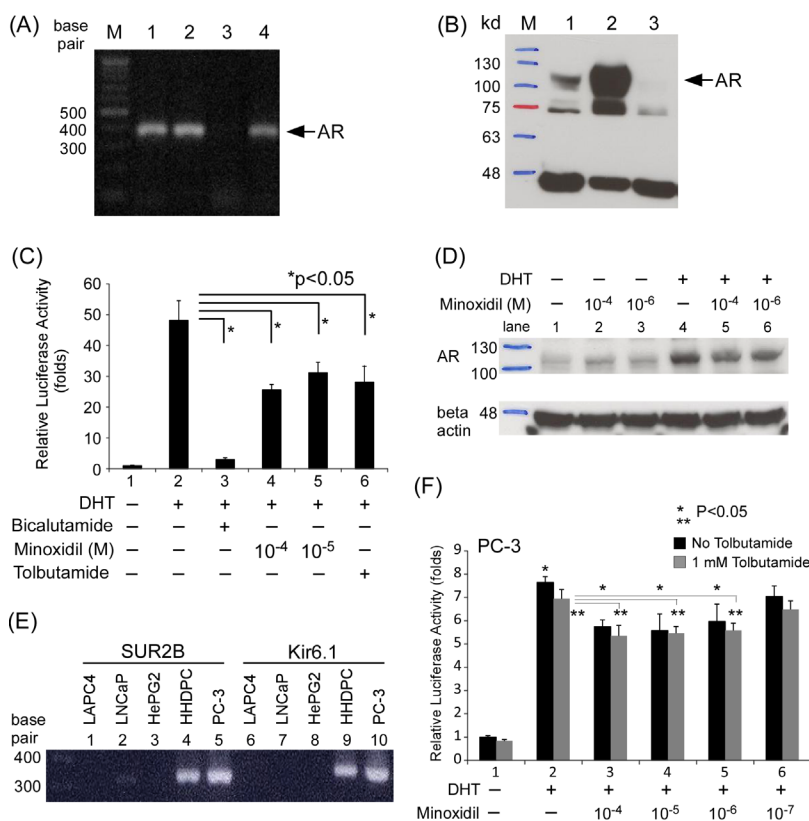 (A)
base pair M 1 2 3 4
500
400
300
AR
(B)
kd M 1 2 3
130
100
75
63
48
AR
(C)
Relative Luciferase Activity
(folds)
60
50
40
30
20
10
0
*p<0.05
* * * *
1 2 3 4 5 6
DHT − + + + + +
Bicalutamide − − + − − −
Minoxidil (M) − − − 10-4 10-5 −
Tolbutamide − − − − − +
(D)
DHT − − − + + +
Minoxidil (M) − 10-4 10-6 − 10-4 10-6
lane 1 2 3 4 5 6
AR 130
100
beta actin 48
(E)
SUR2B Kir6.1
LAPC4 LNCaP HePG2 HHDPC PC-3 LAPC4 LNCaP HePG2 HHDPC PC-3
base pair 1 2 3 4 5 6 7 8 9 10
400
300
(F)
* P<0.05
**
PC-3
No Tolbutamide
1 mM Tolbutamide
Relative Luciferase Activity (folds)
9
8
7
6
5
4
3
2
1
0
* * * *
** ** ** **
1 2 3 4 5 6
DHT − + + + + +
Minoxidil − − 10-4 10-5 10-6 10-7